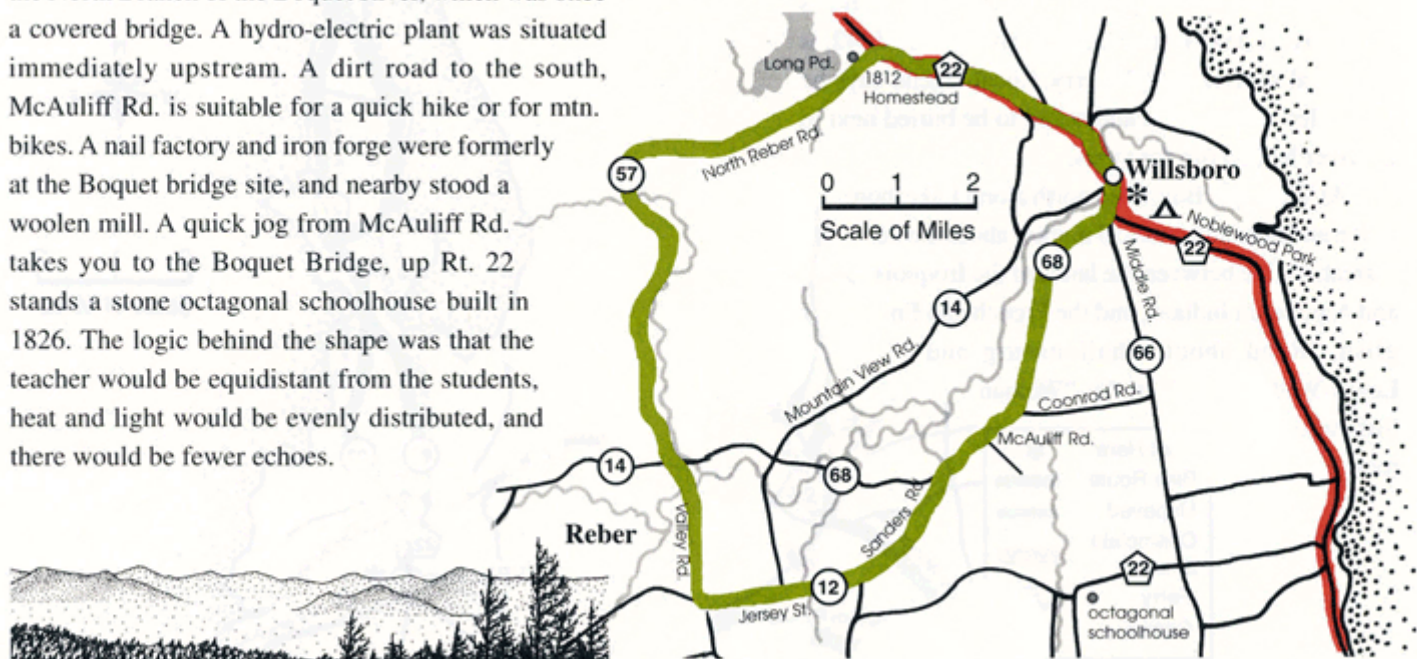 a covered bridge. A hydro-electric plant was situated
immediately upstream. A dirt road to the south,
McAuliff Rd. is suitable for a quick hike or for mtn.
bikes. A nail factory and iron forge were formerly
at the Boquet bridge site, and nearby stood a
woolen mill. A quick jog from McAuliff Rd.
takes you to the Boquet Bridge, up Rt. 22
stands a stone octagonal schoolhouse built in
1826. The logic behind the shape was that the
teacher would be equidistant from the students,
heat and light would be evenly distributed, and
there would be fewer echoes.
Long Pd.
1812
Homestead
22
North Reber Rd.
57
Willsboro
*
0 1 2
Scale of Miles
Noblewood Park
22
68
Middle Rd.
14
Mountain View Rd.
66
Coonrod Rd.
McAuliff Rd.
14
68
Sanders Rd.
Valley Rd.
Reber
12
Jersey St.
22
octagonal
schoolhouse